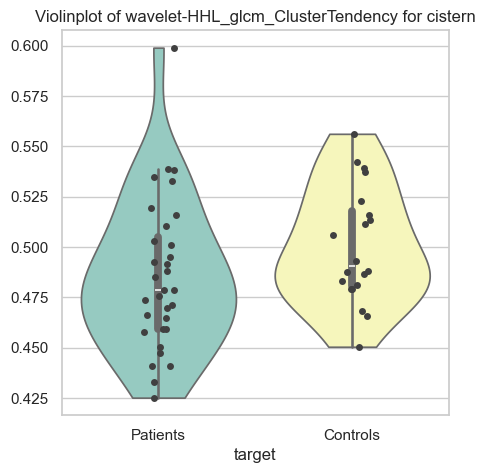 Violinplot of wavelet-HHL_glcm_ClusterTendency for cistern
0.600
0.575
0.550
0.525
0.500
0.475
0.450
0.425
Patients Controls
target